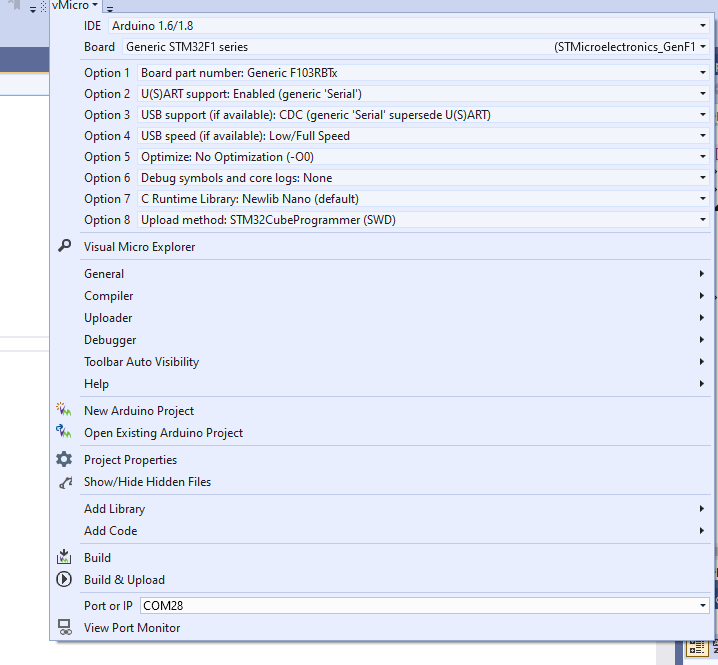 vMicro
IDE Arduino 1.6/1.8
Board Generic STM32F1 series (STMicroelectronics_GenF1
Option 1 Board part number: Generic F103RBTx
Option 2 U(S)ART support: Enabled (generic 'Serial')
Option 3 USB support (if available): CDC (generic 'Serial' supersede U(S)ART)
Option 4 USB speed (if available): Low/Full Speed
Option 5 Optimize: No Optimization (-O0)
Option 6 Debug symbols and core logs: None
Option 7 C Runtime Library: Newlib Nano (default)
Option 8 Upload method: STM32CubeProgrammer (SWD)
Visual Micro Explorer
General
Compiler
Uploader
Debugger
Toolbar Auto Visibility
Help
New Arduino Project
Open Existing Arduino Project
Project Properties
Show/Hide Hidden Files
Add Library
Add Code
Build
Build & Upload
Port or IP COM28
View Port Monitor